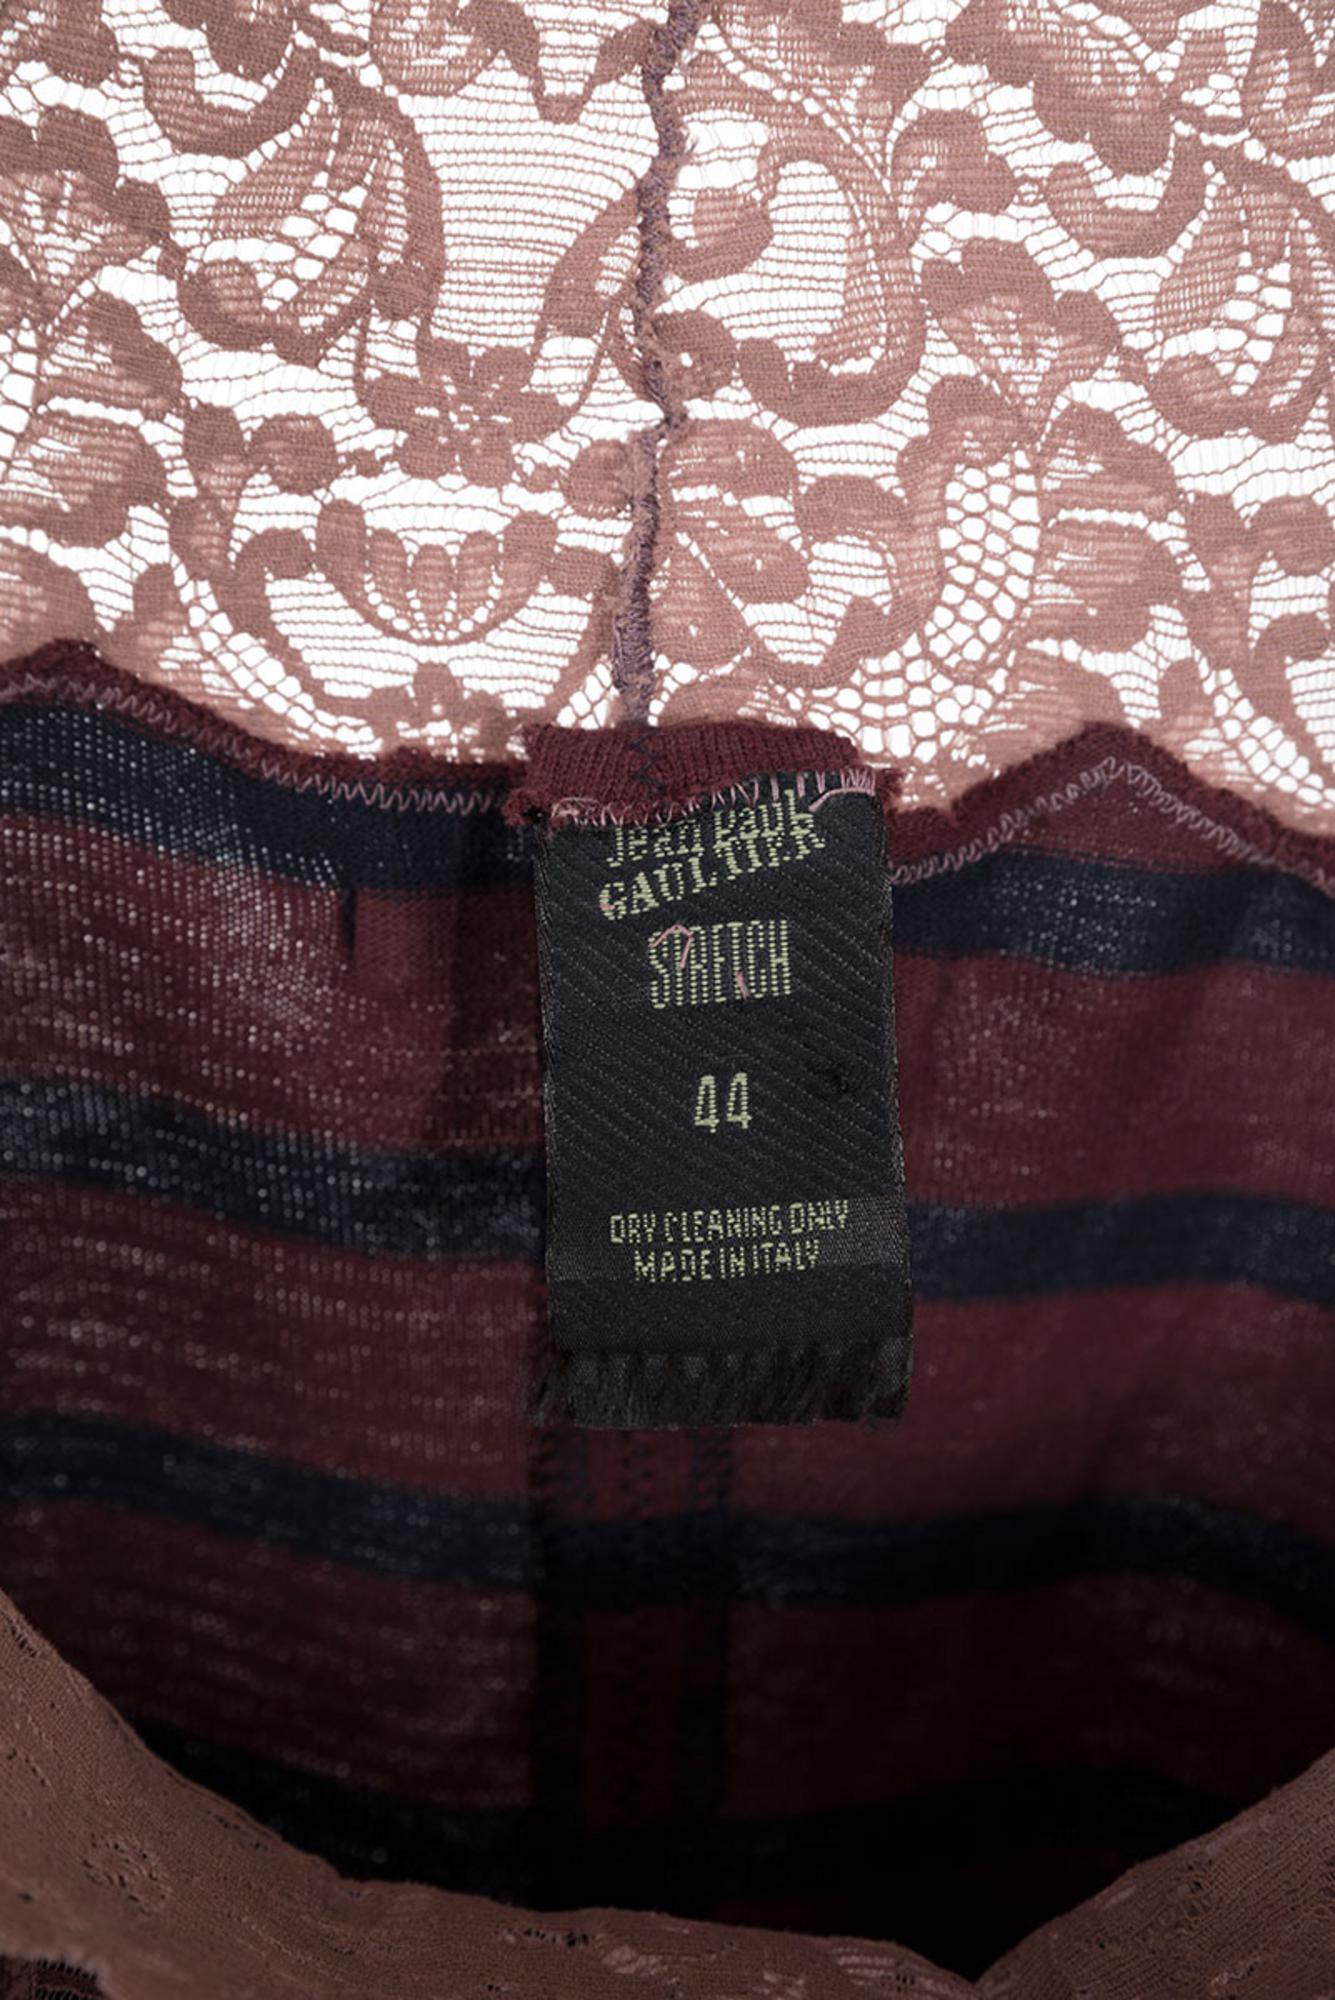 Jean Paul
GAULTIER
STRETCH
44
DRY CLEANING ONLY
MADE IN ITALY